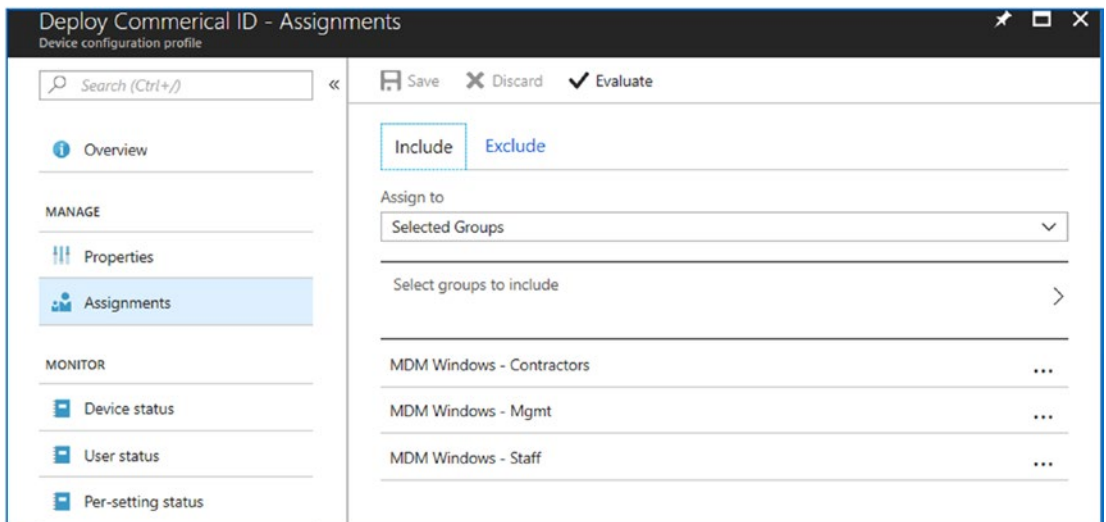 Deploy Commerical ID - Assignments
Device configuration profile
Search (Ctrl+/)
«
Overview
MANAGE
Properties
Assignments
MONITOR
Device status
User status
Per-setting status
Save Discard Evaluate
Include Exclude
Assign to
Selected Groups
Select groups to include
MDM Windows - Contractors ...
MDM Windows - Mgmt ...
MDM Windows - Staff ...